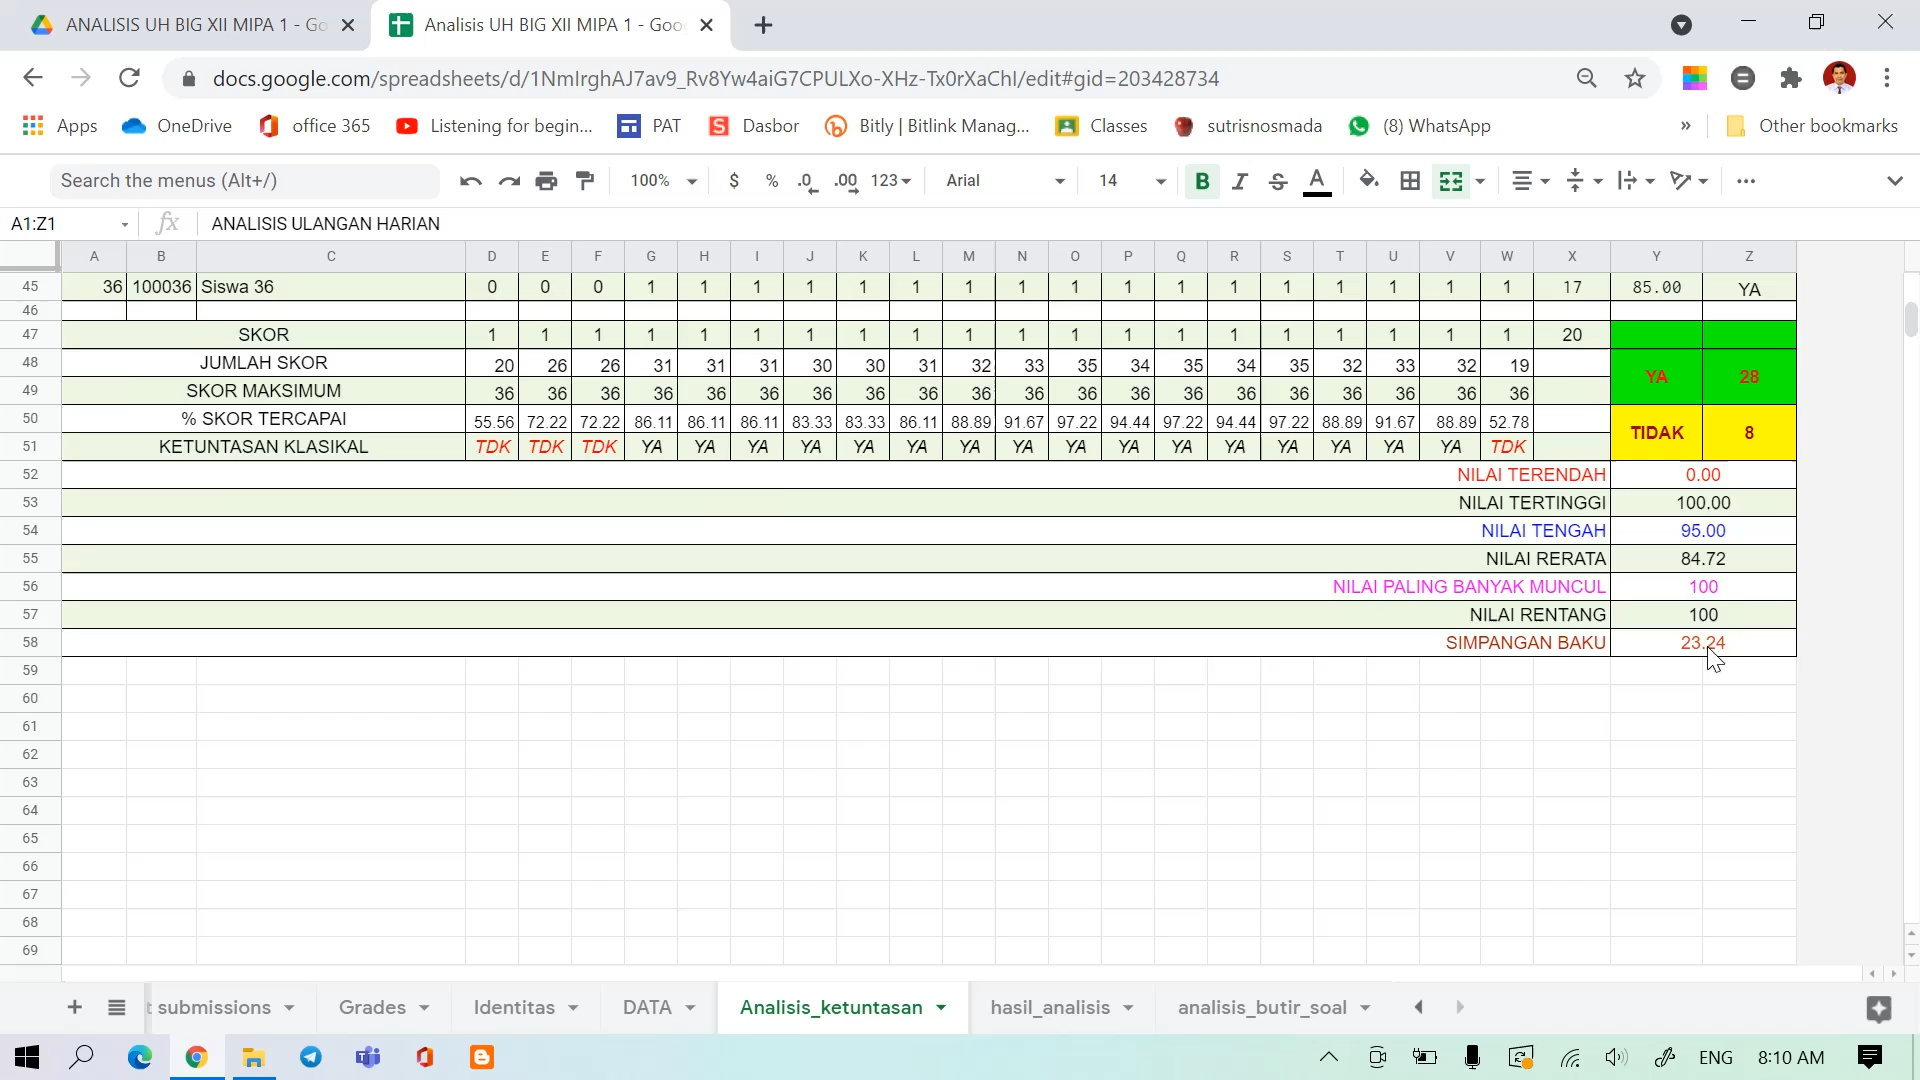 ANALISIS UH BIG XII MIPA 1 - Go
Analisis UH BIG XII MIPA 1 - Goo
docs.google.com/spreadsheets/d/1NmIrghAJ7av9_Rv8Yw4aiG7CPULXo-XHz-Tx0rXaChI/edit#gid=203428734
Apps OneDrive office 365 Listening for begin... PAT Dasbor Bitly | Bitlink Manag... Classes sutrisnosmada (8) WhatsApp » Other bookmarks
Search the menus (Alt+/) 100% $ % .0 .00 123 Arial 14 B I S A
A1:Z1 fx ANALISIS ULANGAN HARIAN
A B C D E F G H I J K L M N O P Q R S T U V W X Y Z
45 36 100036 Siswa 36 0 0 0 1 1 1 1 1 1 1 1 1 1 1 1 1 1 1 1 1 17 85.00 YA
46
47 SKOR 1 1 1 1 1 1 1 1 1 1 1 1 1 1 1 1 1 1 1 1 20
48 JUMLAH SKOR 20 26 26 31 31 31 30 30 31 32 33 35 34 35 34 35 32 33 32 19 YA 28
49 SKOR MAKSIMUM 36 36 36 36 36 36 36 36 36 36 36 36 36 36 36 36 36 36 36 36
50 % SKOR TERCAPAI 55.56 72.22 72.22 86.11 86.11 86.11 83.33 83.33 86.11 88.89 91.67 97.22 94.44 97.22 94.44 97.22 88.89 91.67 88.89 52.78 TIDAK 8
51 KETUNTASAN KLASIKAL TDK TDK TDK YA YA YA YA YA YA YA YA YA YA YA YA YA YA YA YA TDK
52 NILAI TERENDAH 0.00
53 NILAI TERTINGGI 100.00
54 NILAI TENGAH 95.00
55 NILAI RERATA 84.72
56 NILAI PALING BANYAK MUNCUL 100
57 NILAI RENTANG 100
58 SIMPANGAN BAKU 23.24
59
60
61
62
63
64
65
66
67
68
69
t submissions Grades Identitas DATA Analisis_ketuntasan hasil_analisis analisis_butir_soal
ENG 8:10 AM